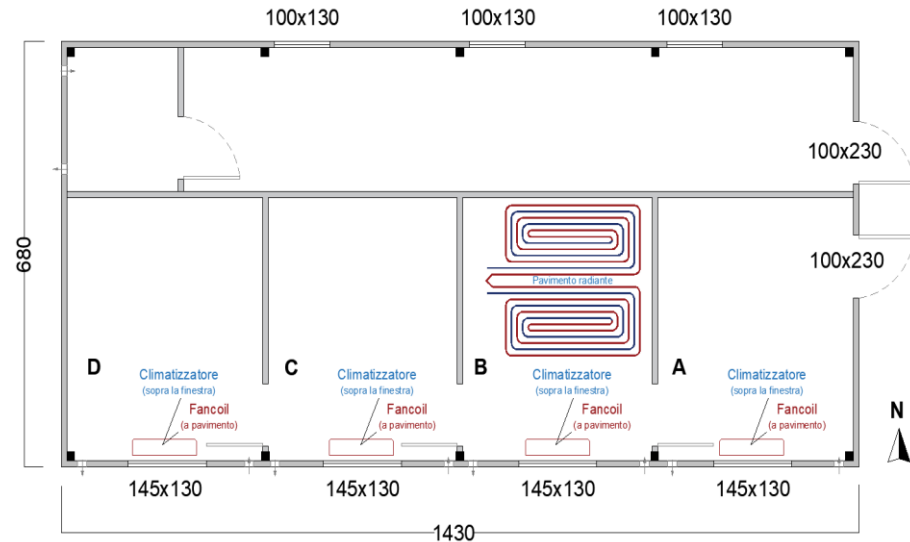 100x130
100x130
100x130
100x230
680
100x230
Pavimento radiante
D
Climatizzatore
(sopra la finestra)
Fancoil
(a pavimento)
C
Climatizzatore
(sopra la finestra)
Fancoil
(a pavimento)
B
Climatizzatore
(sopra la finestra)
Fancoil
(a pavimento)
A
Climatizzatore
(sopra la finestra)
Fancoil
(a pavimento)
N
145x130
145x130
145x130
145x130
1430